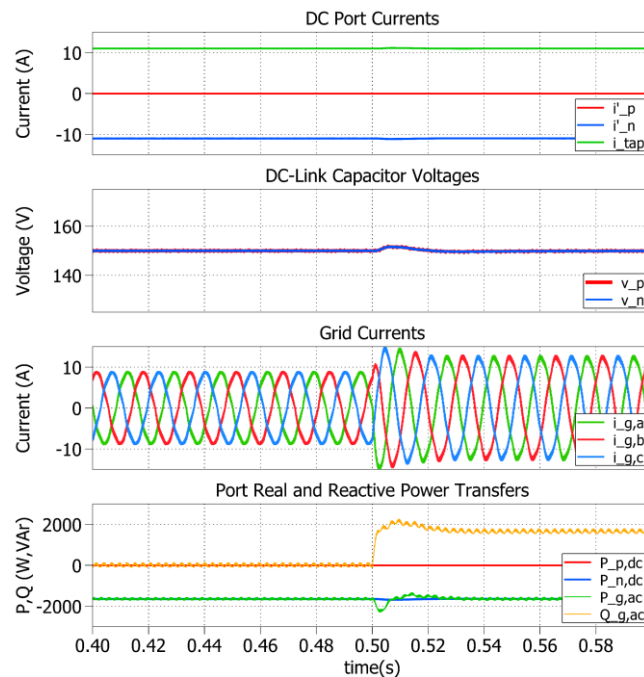 DC Port Currents
Current (A)
10
0
-10
i'_p
i'_n
i_tap
DC-Link Capacitor Voltages
Voltage (V)
160
140
v_p
v_n
Grid Currents
Current (A)
10
0
-10
i_g,a
i_g,b
i_g,c
Port Real and Reactive Power Transfers
P,Q (W,VAr)
2000
0
-2000
P_p,dc
P_n,dc
P_g,ac
Q_g,ac
0.40 0.42 0.44 0.46 0.48 0.50 0.52 0.54 0.56 0.58
time(s)